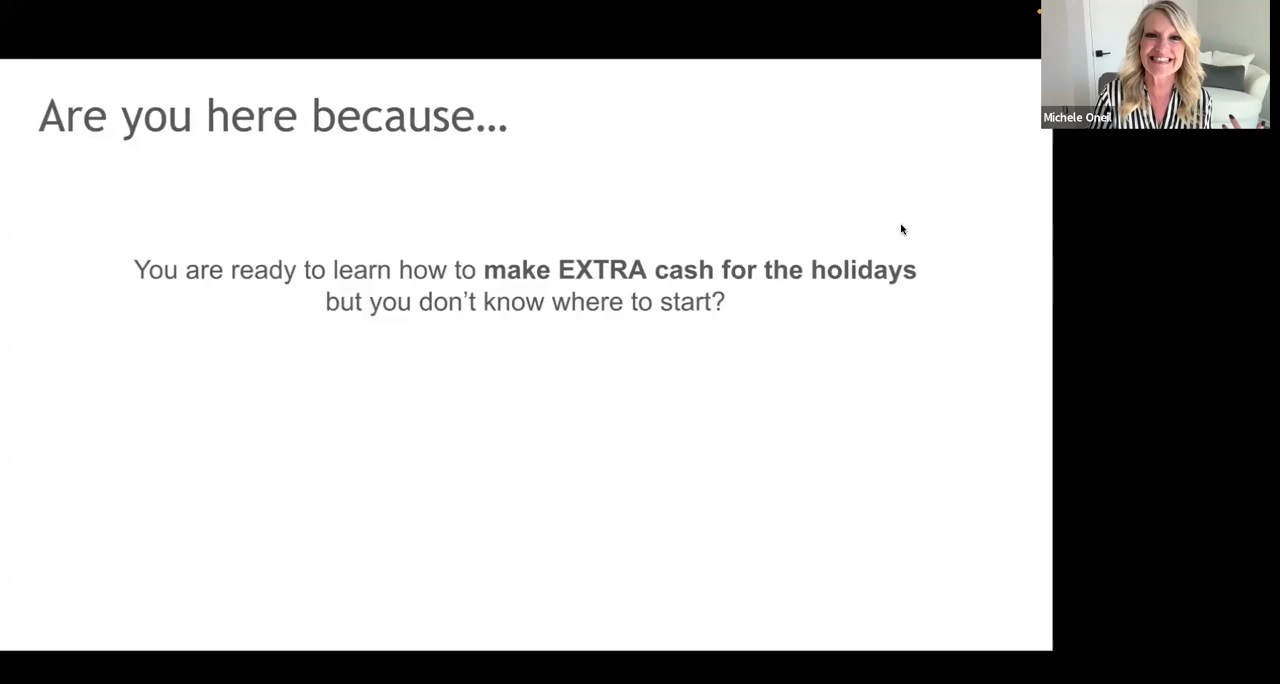 Are you here because…
You are ready to learn how to make EXTRA cash for the holidays
but you don’t know where to start?
Michele Oneil